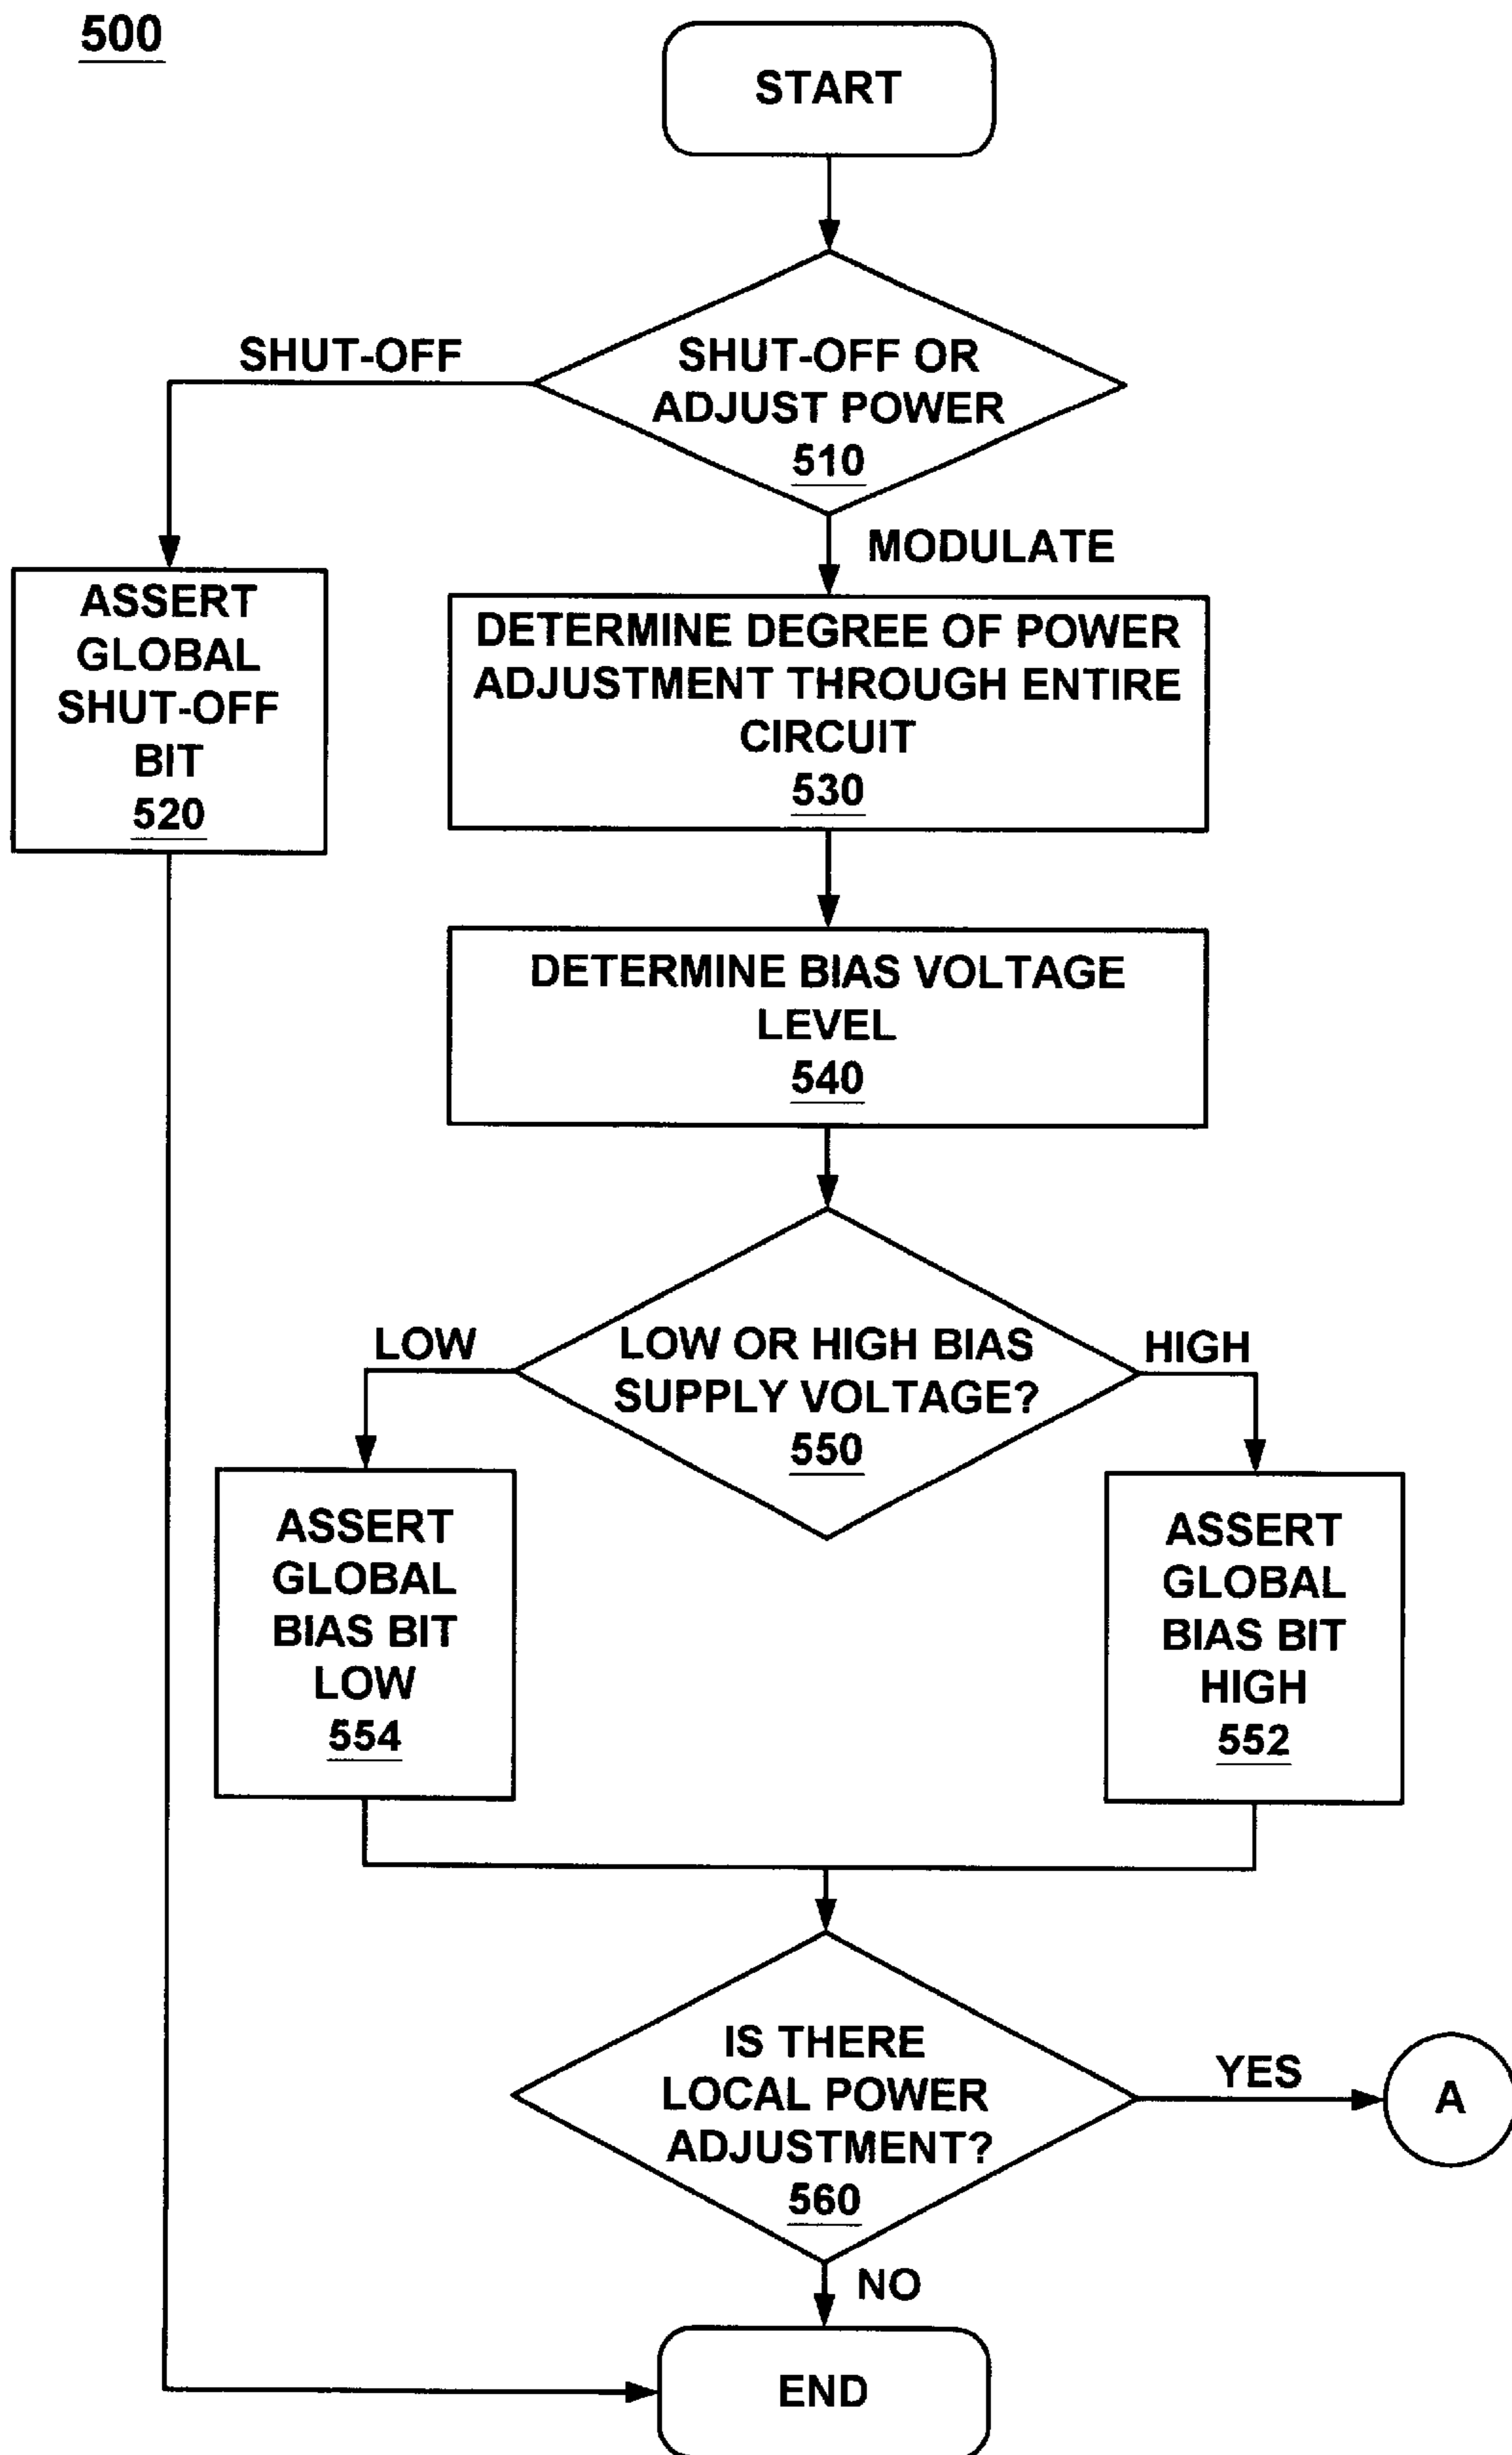 500
START
SHUT-OFF
SHUT-OFF OR
ADJUST POWER
510
MODULATE
ASSERT
GLOBAL
SHUT-OFF
BIT
520
DETERMINE DEGREE OF POWER
ADJUSTMENT THROUGH ENTIRE
CIRCUIT
530
DETERMINE BIAS VOLTAGE
LEVEL
540
LOW
LOW OR HIGH BIAS
SUPPLY VOLTAGE?
550
HIGH
ASSERT
GLOBAL
BIAS BIT
LOW
554
ASSERT
GLOBAL
BIAS BIT
HIGH
552
IS THERE
LOCAL POWER
ADJUSTMENT?
560
YES
A
NO
END